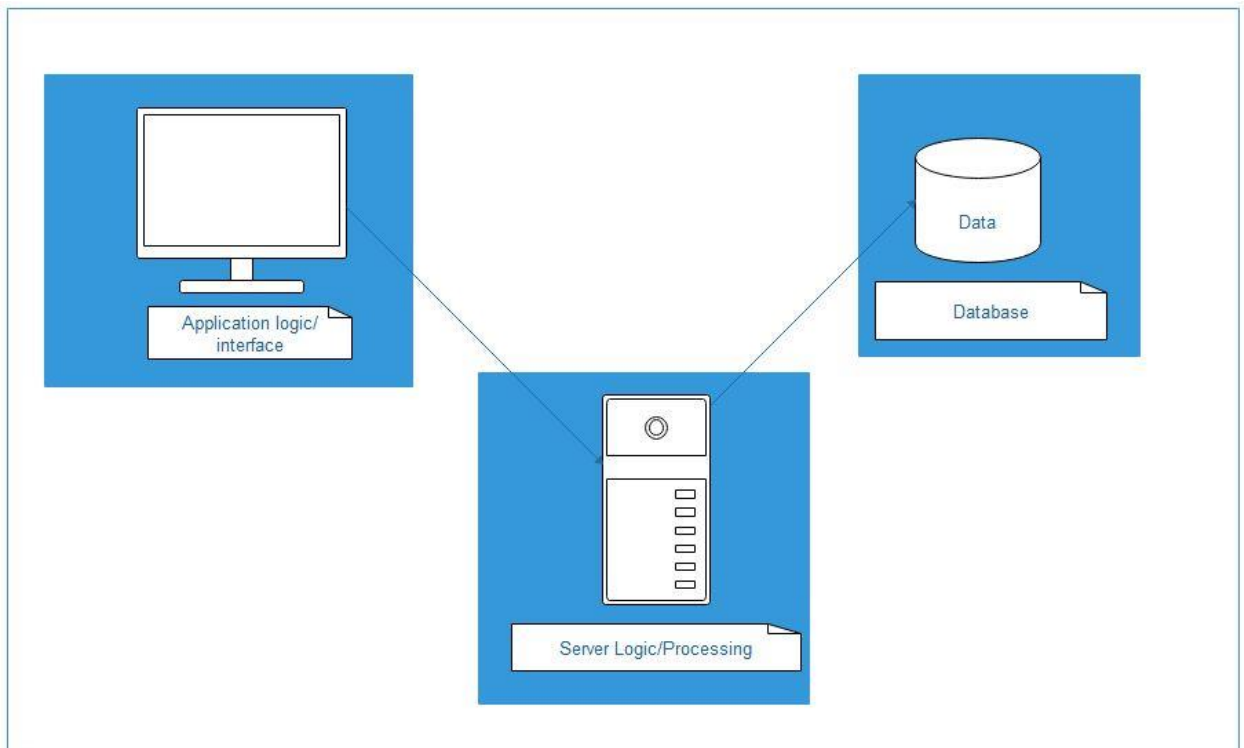 Application logic/
interface
Data
Database
Server Logic/Processing